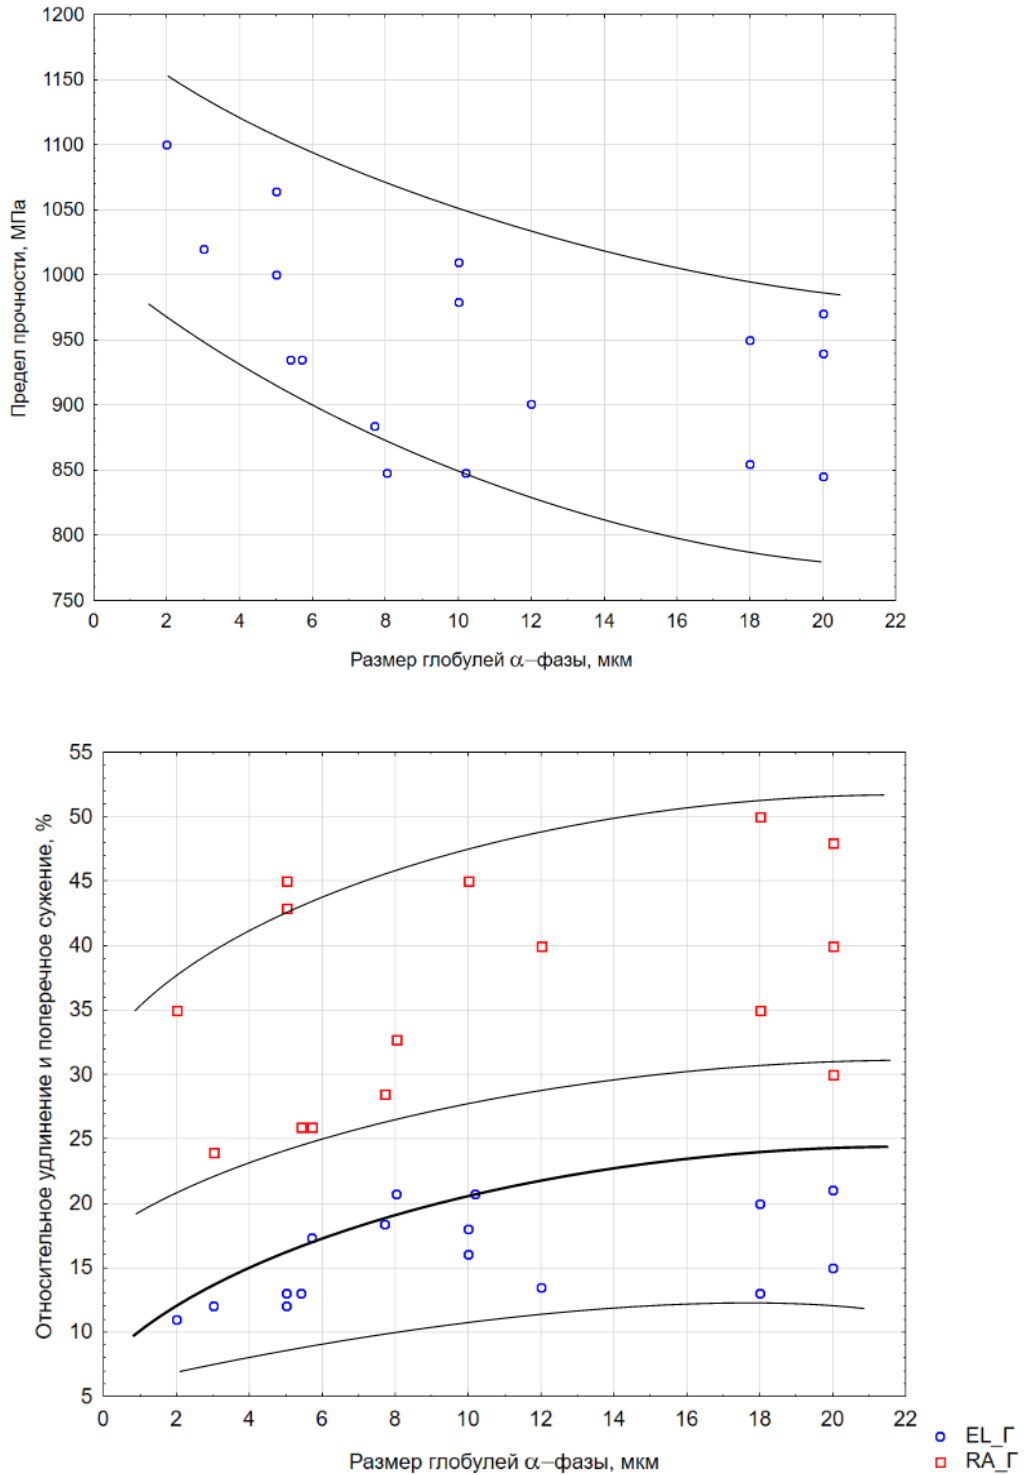 1200
1150
1100
1050
1000
950
900
850
800
750
Предел прочности, МПа
0 2 4 6 8 10 12 14 16 18 20 22
Размер глобулей α–фазы, мкм
55
50
45
40
35
30
25
20
15
10
5
Относительное удлинение и поперечное сужение, %
0 2 4 6 8 10 12 14 16 18 20 22
Размер глобулей α–фазы, мкм
EL_Г
RA_Г